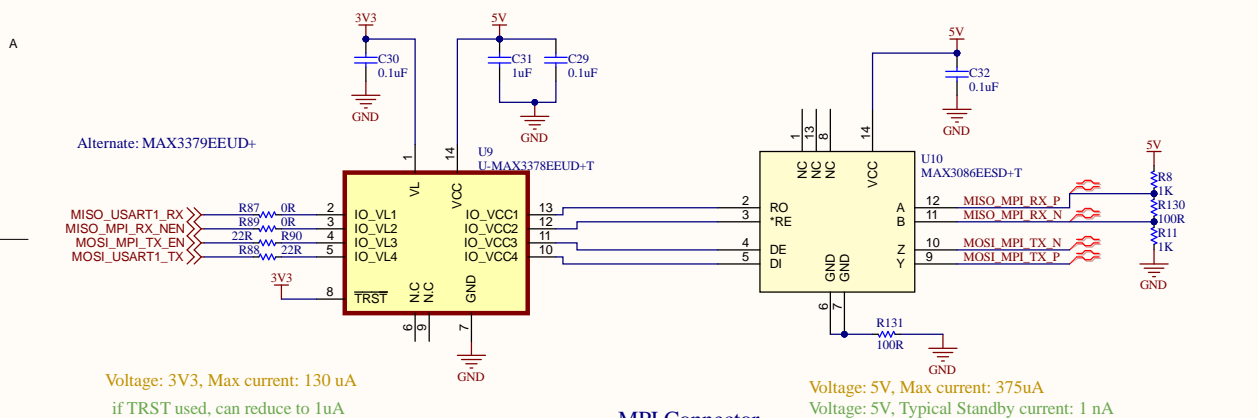 A
3V3
5V
5V
C30
0.1uF
C31
1uF
C29
0.1uF
C32
0.1uF
GND
GND
GND
Alternate: MAX3379EEUD+
U9
U-MAX3378EEUD+T
U10
MAX3086EESD+T
5V
1
14
1
13
8
14
VL
VCC
NC
NC
NC
VCC
R8
1K
MISO_USART1_RX
R87
0R
2
IO_VL1
IO_VCC1
13
2
RO
A
12
MISO_MPI_RX_P
R130
100R
MISO_MPI_RX_NEN
R89
0R
3
IO_VL2
IO_VCC2
12
3
*RE
B
11
MISO_MPI_RX_N
MOSI_MPI_TX_EN
22R
R90
4
IO_VL3
IO_VCC3
11
4
DE
Z
10
MOSI_MPI_TX_N
R11
1K
MOSI_USART1_TX
R88
22R
5
IO_VL4
IO_VCC4
10
5
DI
Y
9
MOSI_MPI_TX_P
3V3
8
TRST
N.C
N.C
GND
GND
GND
GND
6
9
7
6
7
R131
100R
GND
GND
Voltage: 3V3, Max current: 130 uA
if TRST used, can reduce to 1uA
Voltage: 5V, Max current: 375uA
Voltage: 5V, Typical Standby current: 1 nA
MPI Connector